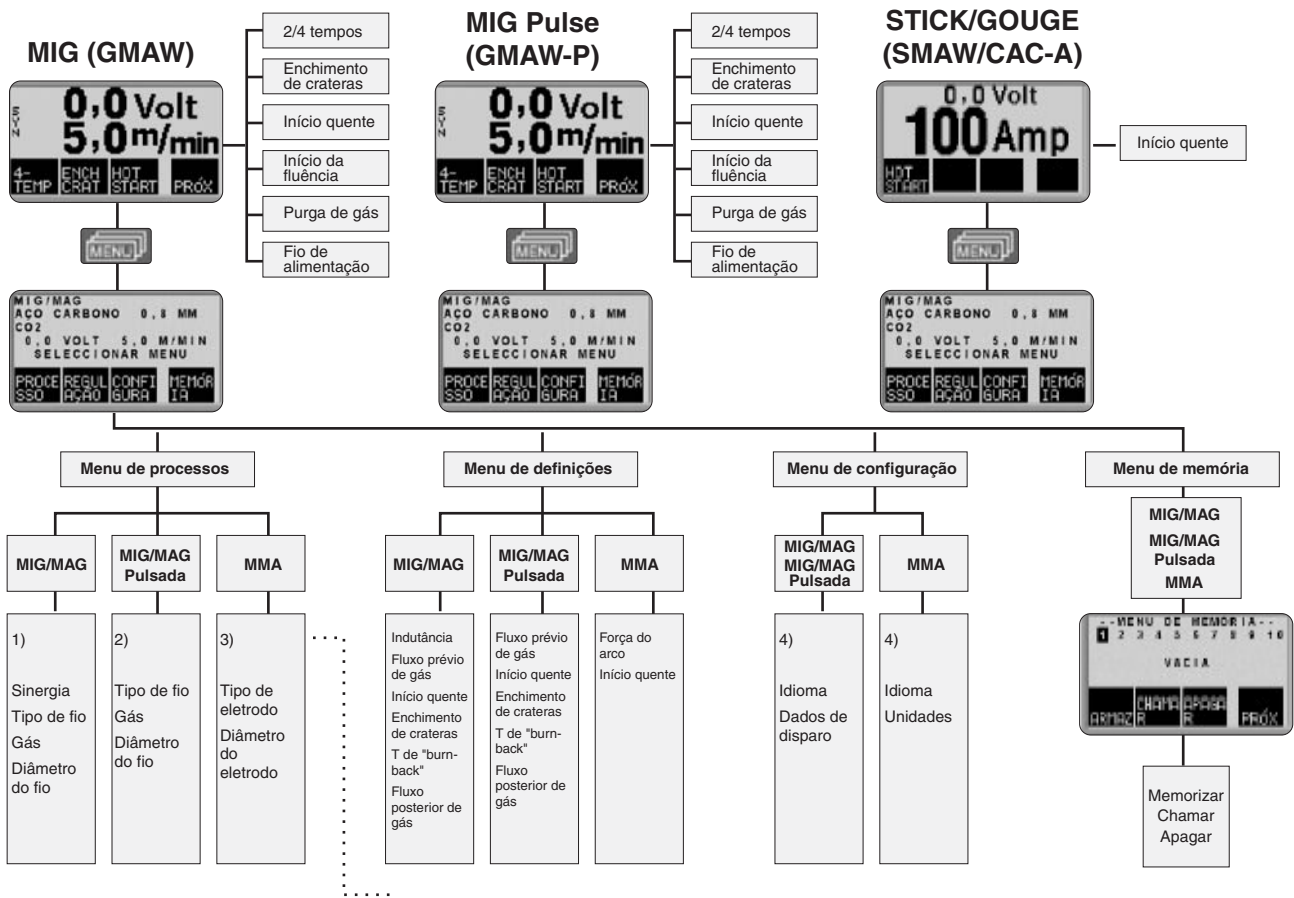 MIG (GMAW)
0,0 Volt
5,0 m/min
SYN
4-
TEMP
ENCH
CRAT
HOT
START
PRÓX
2/4 tempos
Enchimento
de crateras
Início quente
Início da
fluência
Purga de gás
Fio de
alimentação
MENU
MIG/MAG
AÇO CARBONO 0,8 MM
CO2
0,0 VOLT 5,0 M/MIN
SELECCIONAR MENU
PROCE
SSO
REGUL
AÇÃO
CONFI
GURA
MEMÓR
IA
MIG Pulse
(GMAW-P)
0,0 Volt
5,0 m/min
SYN
4-
TEMP
ENCH
CRAT
HOT
START
PRÓX
2/4 tempos
Enchimento
de crateras
Início quente
Início da
fluência
Purga de gás
Fio de
alimentação
MENU
MIG/MAG
AÇO CARBONO 0,8 MM
CO2
0,0 VOLT 5,0 M/MIN
SELECCIONAR MENU
PROCE
SSO
REGUL
AÇÃO
CONFI
GURA
MEMÓR
IA
STICK/GOUGE
(SMAW/CAC-A)
0,0 Volt
100 Amp
HOT
START
Início quente
MENU
MIG/MAG
AÇO CARBONO 0,8 MM
CO2
0,0 VOLT 5,0 M/MIN
SELECCIONAR MENU
PROCE
SSO
REGUL
AÇÃO
CONFI
GURA
MEMÓR
IA
Menu de processos
MIG/MAG
1)
Sinergia
Tipo de fio
Gás
Diâmetro
do fio
MIG/MAG
Pulsada
2)
Tipo de fio
Gás
Diâmetro
do fio
MMA
3)
Tipo de
eletrodo
Diâmetro
do
eletrodo
Menu de definições
MIG/MAG
Indutância
Fluxo prévio
de gás
Início quente
Enchimento
de crateras
T de "burn-
back"
Fluxo
posterior de
gás
MIG/MAG
Pulsada
Fluxo prévio
de gás
Início quente
Enchimento
de crateras
T de "burn-
back"
Fluxo
posterior de
gás
MMA
Força do
arco
Início quente
Menu de configuração
MIG/MAG
MIG/MAG
Pulsada
4)
Idioma
Dados de
disparo
MMA
4)
Idioma
Unidades
Menu de memória
MIG/MAG
MIG/MAG
Pulsada
MMA
--MENU DE MEMORIA--
1 2 3 4 5 6 7 8 9 10
VACIA
ARMAZ
CHAMA
R
APAGA
R
PRÓX
Memorizar
Chamar
Apagar